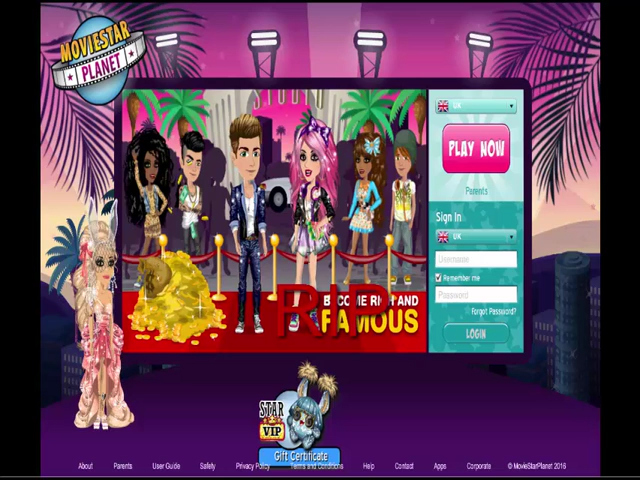 MOVIESTAR
PLANET
STUDIO
UK
PLAY NOW
Parents
Sign In
UK
Username
Remember me
Password
Forgot Password?
LOGIN
BECOME RICH AND
FAMOUS
RIP
STAR
VIP
Gift Certificate
About Parents User Guide Safety Privacy Policy Terms and Conditions Help Contact Apps Corporate © MovieStarPlanet 2016